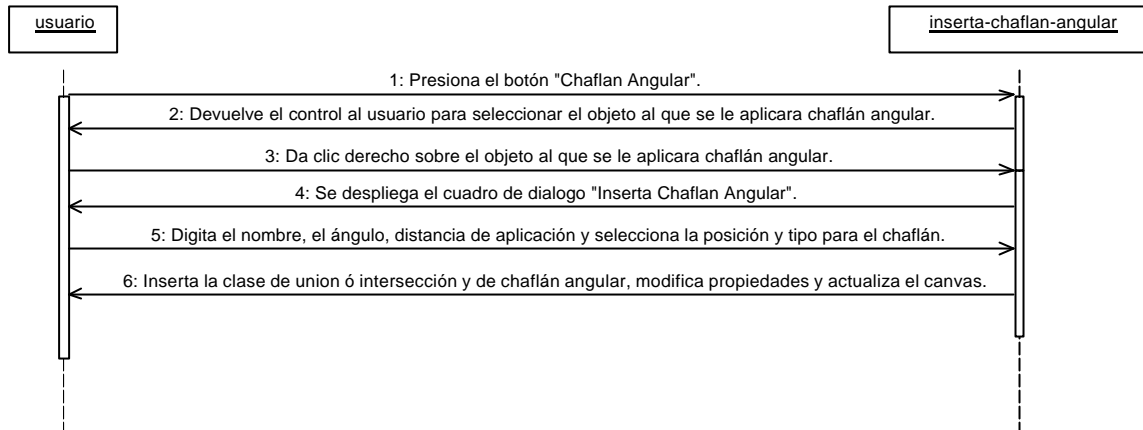 usuario
inserta-chaflan-angular
1: Presiona el botón "Chaflan Angular".
2: Devuelve el control al usuario para seleccionar el objeto al que se le aplicara chaflán angular.
3: Da clic derecho sobre el objeto al que se le aplicara chaflán angular.
4: Se despliega el cuadro de dialogo "Inserta Chaflan Angular".
5: Digita el nombre, el ángulo, distancia de aplicación y selecciona la posición y tipo para el chaflán.
6: Inserta la clase de union ó intersección y de chaflán angular, modifica propiedades y actualiza el canvas.